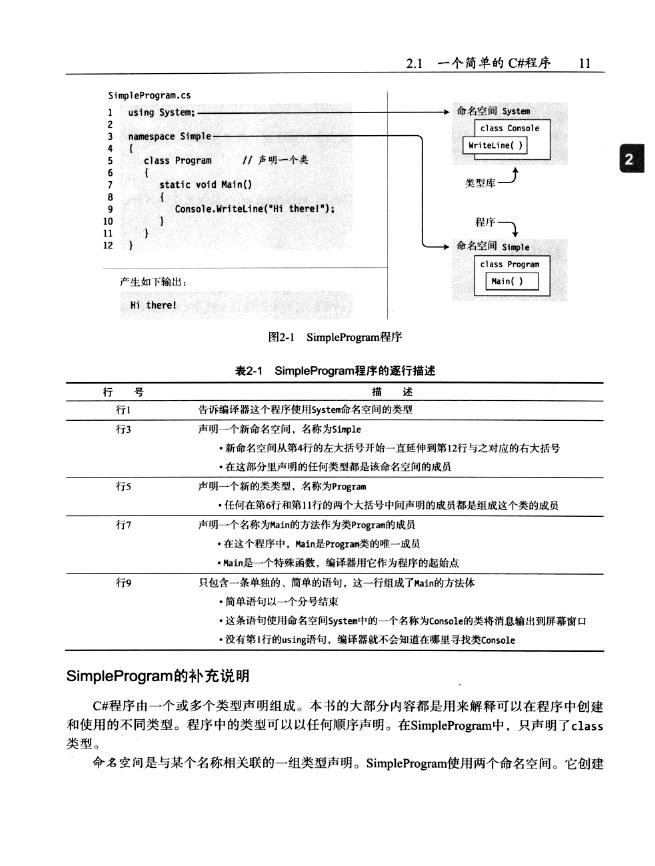 2.1 一个简单的 C#程序 11
2
SimpleProgram.cs
1 using System;
2
3 namespace Simple
4 {
5 class Program // 声明一个类
6 {
7 static void Main()
8 {
9 Console.WriteLine("Hi there!");
10 }
11 }
12 }
产生如下输出：
Hi there!
命名空间 System
class Console
WriteLine( )
类型库
程序
命名空间 Simple
class Program
Main( )
图2-1 SimpleProgram程序
表2-1 SimpleProgram程序的逐行描述
行 号 描 述
行1 告诉编译器这个程序使用System命名空间的类型
行3 声明一个新命名空间，名称为Simple
•新命名空间从第4行的左大括号开始一直延伸到第12行与之对应的右大括号
•在这部分里声明的任何类型都是该命名空间的成员
行5 声明一个新的类类型，名称为Program
•任何在第6行和第11行的两个大括号中间声明的成员都是组成这个类的成员
行7 声明一个名称为Main的方法作为类Program的成员
•在这个程序中，Main是Program类的唯一成员
•Main是一个特殊函数，编译器用它作为程序的起始点
行9 只包含一条单独的、简单的语句，这一行组成了Main的方法体
•简单语句以一个分号结束
•这条语句使用命名空间System中的一个名称为Console的类将消息输出到屏幕窗口
•没有第1行的using语句，编译器就不会知道在哪里寻找类Console
SimpleProgram的补充说明
C#程序由一个或多个类型声明组成。本书的大部分内容都是用来解释可以在程序中创建
和使用的不同类型。程序中的类型可以以任何顺序声明。在SimpleProgram中，只声明了class
类型。
命名空间是与某个名称相关联的一组类型声明。SimpleProgram使用两个命名空间。它创建